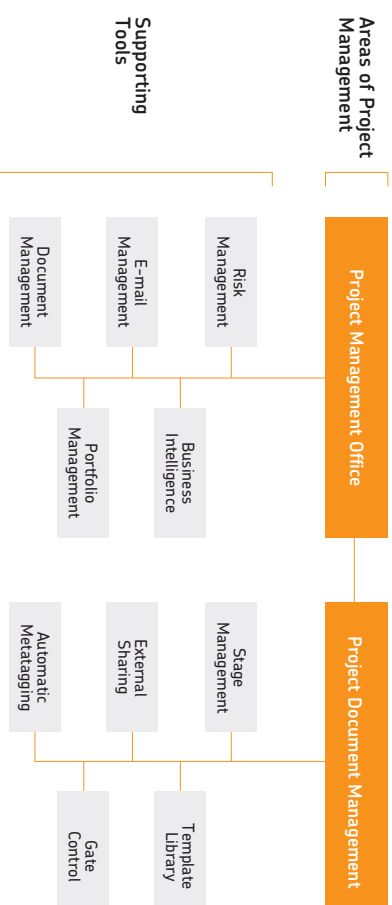 Areas of Project
Management
Project Management Office
Project Document Management
Supporting
Tools
Risk
Management
Business
Intelligence
E-mail
Management
Portfolio
Management
Document
Management
Stage
Management
Template
Library
External
Sharing
Gate
Control
Automatic
Metatagging